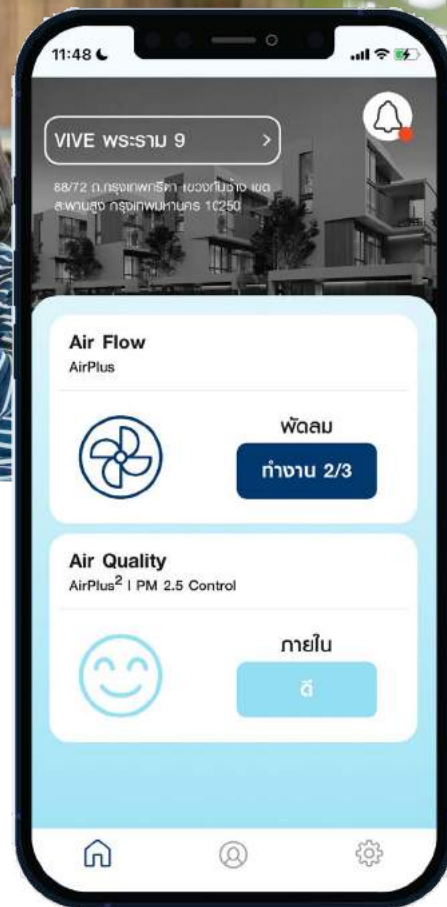 11:48
VIVE พระราม 9
88/72 ถ.กรุงเทพกรีฑา แขวงทับช้าง เขต
สะพานสูง กรุงเทพมหานคร 10250
Air Flow
AirPlus
พัดลม
ทำงาน 2/3
Air Quality
AirPlus² | PM 2.5 Control
ภายใน
ดี